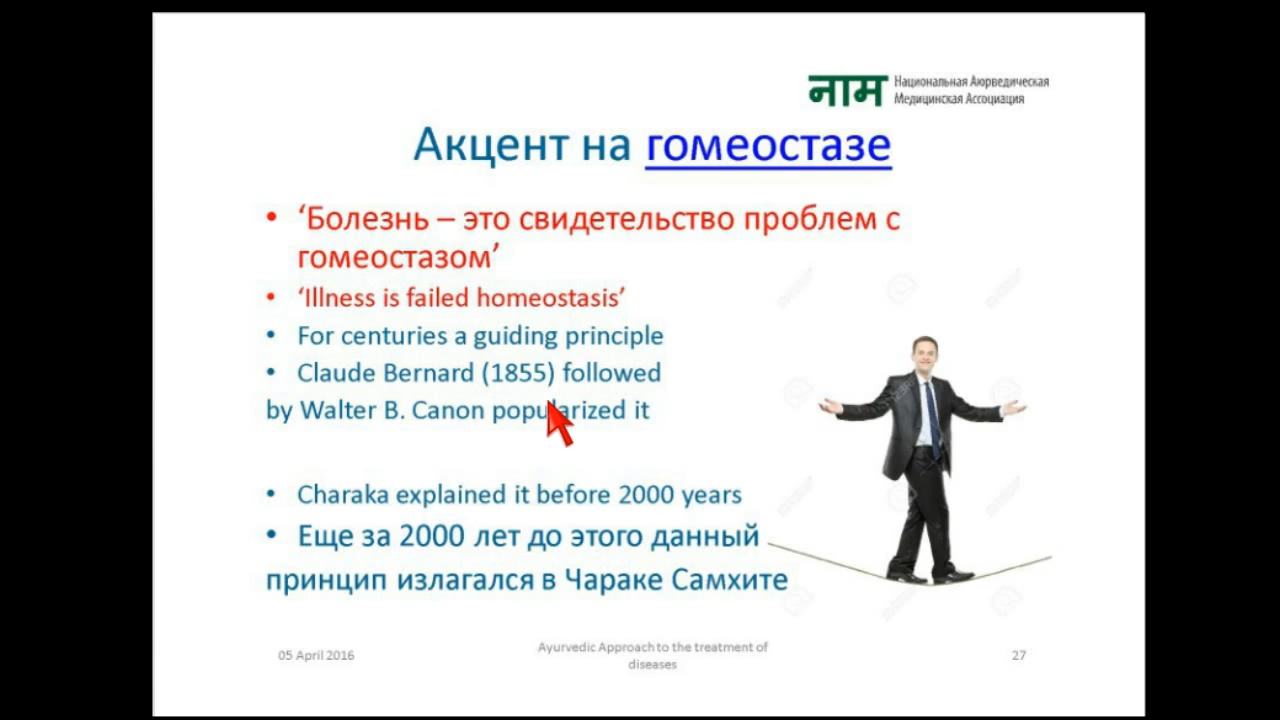 नाम Национальная Аюрведическая
Медицинская Ассоциация
Акцент на гомеостазе
• ‘Болезнь – это свидетельство проблем с
гомеостазом’
• ‘Illness is failed homeostasis’
• For centuries a guiding principle
• Claude Bernard (1855) followed
by Walter B. Canon popularized it
• Charaka explained it before 2000 years
• Еще за 2000 лет до этого данный
принцип излагался в Чараке Самхите
05 April 2016
Ayurvedic Approach to the treatment of
diseases
27